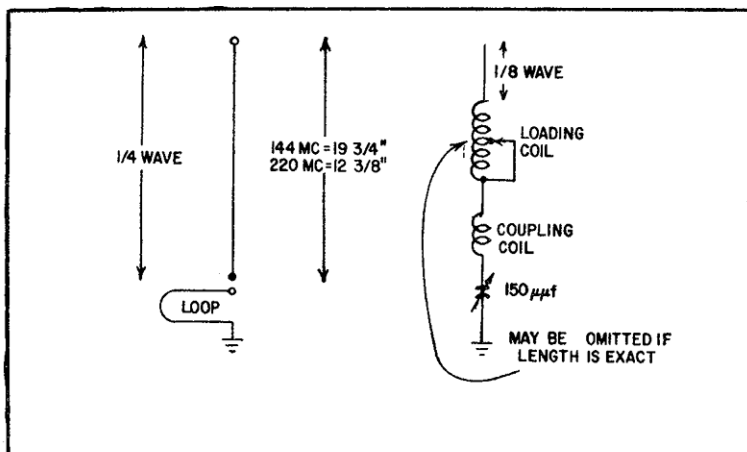 1/4 WAVE
144 MC = 19 3/4"
220 MC = 12 3/8"
LOOP
1/8 WAVE
LOADING
COIL
COUPLING
COIL
150 μμf
MAY BE OMITTED IF
LENGTH IS EXACT